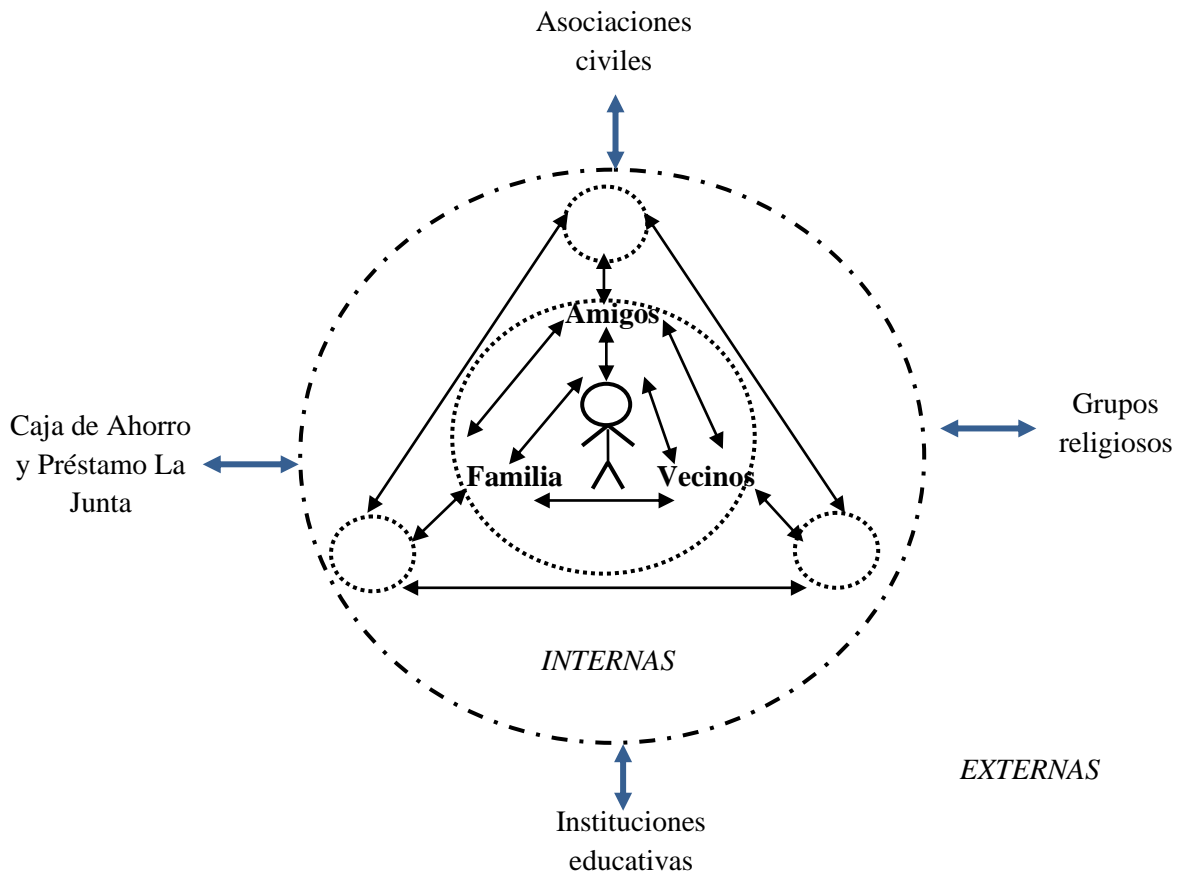 Asociaciones
civiles
Amigos
Caja de Ahorro
y Préstamo La
Junta
Grupos
religiosos
Familia
Vecinos
INTERNAS
EXTERNAS
Instituciones
educativas